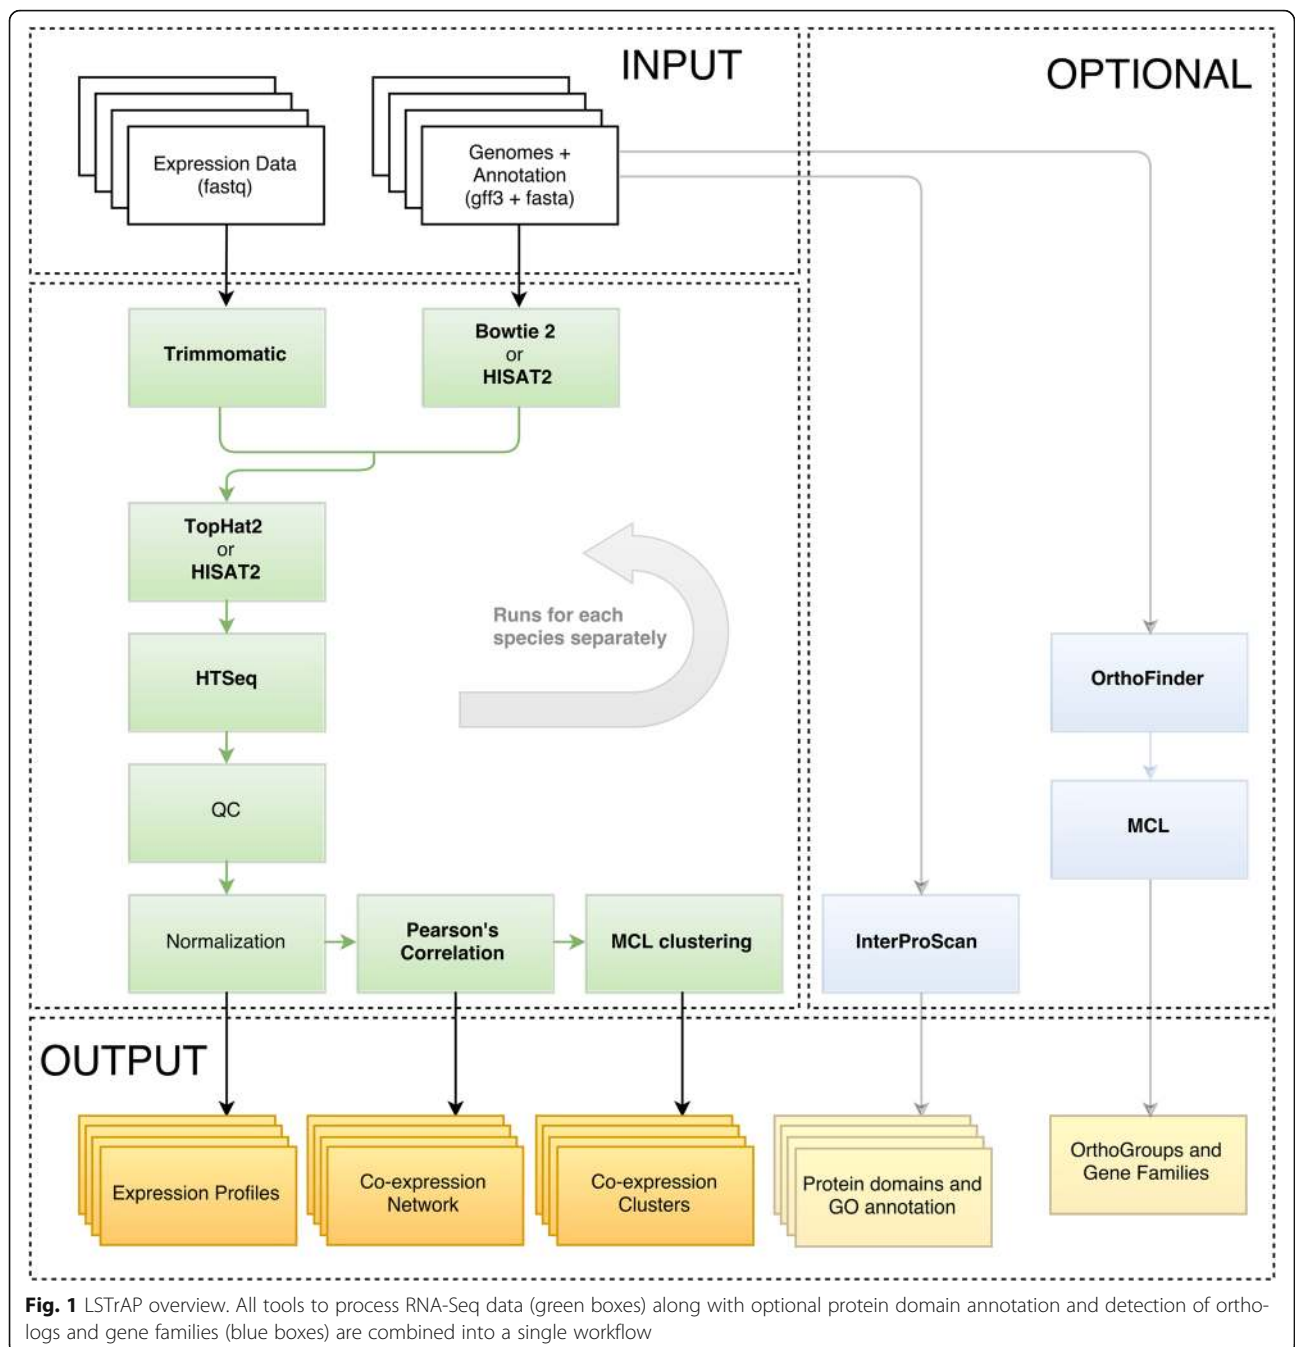 INPUT
OPTIONAL
Expression Data
(fastq)
Genomes +
Annotation
(gff3 + fasta)
Trimmomatic
Bowtie 2
or
HISAT2
TopHat2
or
HISAT2
Runs for each
species separately
HTSeq
OrthoFinder
QC
MCL
Normalization
Pearson's
Correlation
MCL clustering
InterProScan
OUTPUT
Expression Profiles
Co-expression
Network
Co-expression
Clusters
Protein domains and
GO annotation
OrthoGroups and
Gene Families
Fig. 1 LSTrAP overview. All tools to process RNA-Seq data (green boxes) along with optional protein domain annotation and detection of ortho-
logs and gene families (blue boxes) are combined into a single workflow